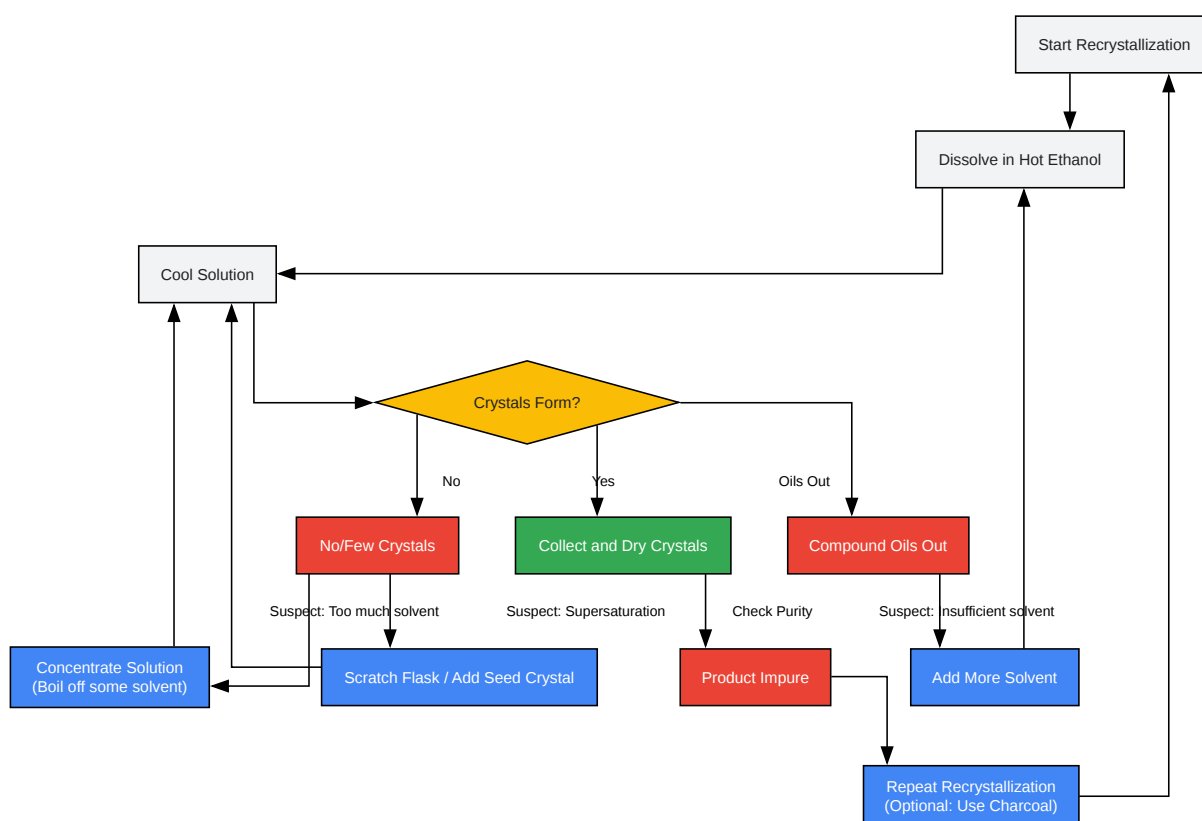 Start Recrystallization
Dissolve in Hot Ethanol
Cool Solution
Crystals Form?
No
Yes
Oils Out
No/Few Crystals
Collect and Dry Crystals
Compound Oils Out
Suspect: Too much solvent
Suspect: Supersaturation
Check Purity
Suspect: Insufficient solvent
Concentrate Solution
(Boil off some solvent)
Scratch Flask / Add Seed Crystal
Product Impure
Add More Solvent
Repeat Recrystallization
(Optional: Use Charcoal)